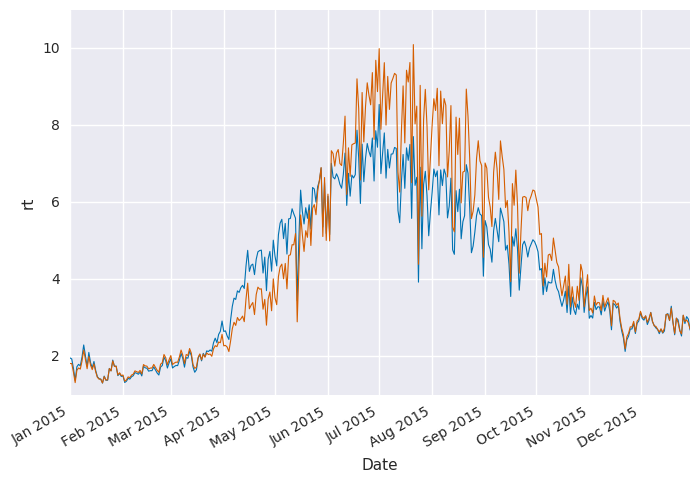 10
8
6
4
2
rt
Jan 2015
Feb 2015
Mar 2015
Apr 2015
May 2015
Jun 2015
Jul 2015
Aug 2015
Sep 2015
Oct 2015
Nov 2015
Dec 2015
Date